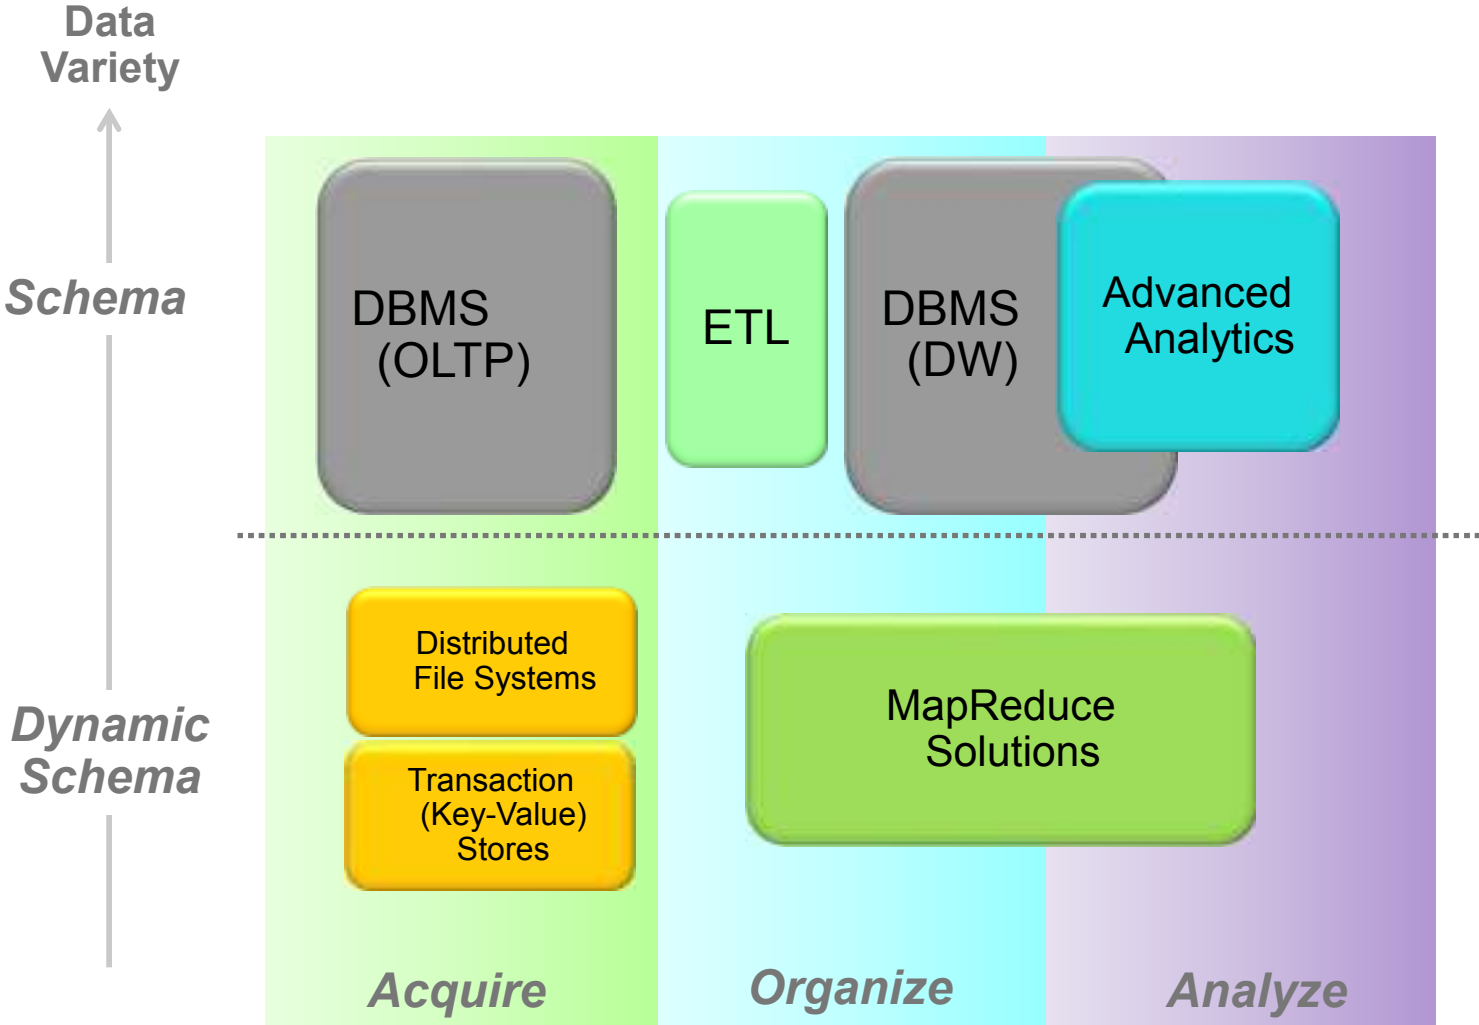 Data
Variety
Schema
DBMS
(OLTP)
ETL
DBMS
(DW)
Advanced
Analytics
Dynamic
Schema
Distributed
File Systems
Transaction
(Key-Value)
Stores
MapReduce
Solutions
Acquire
Organize
Analyze